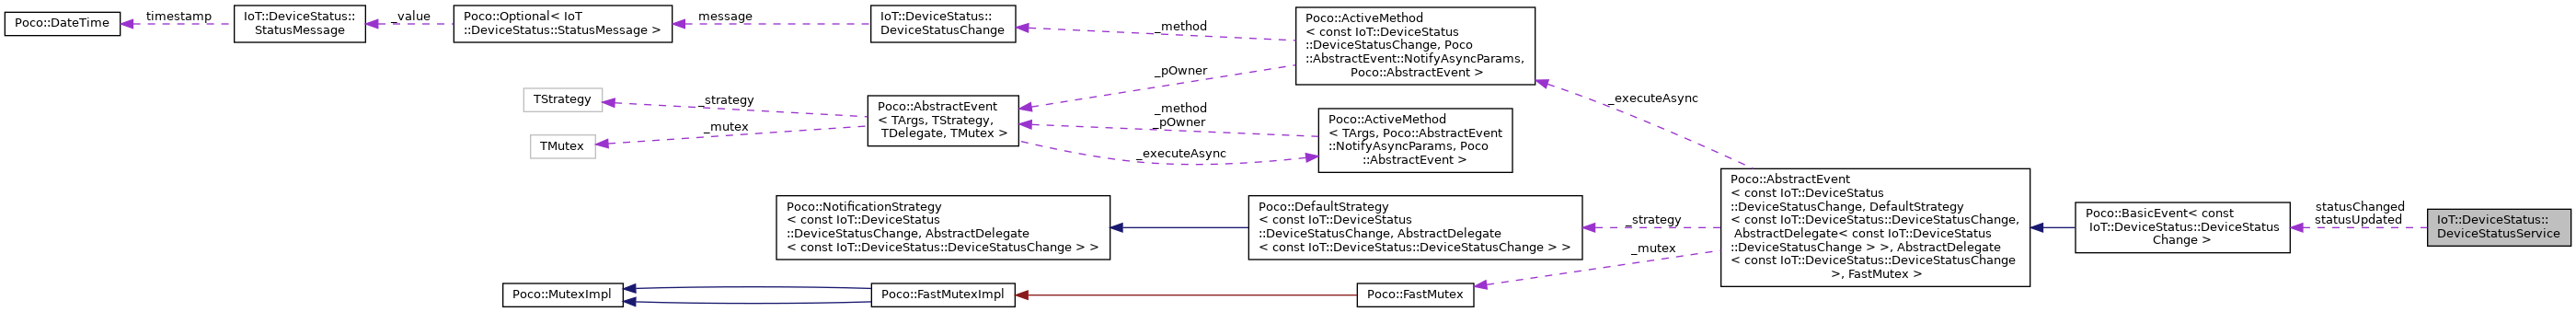 Poco::DateTime
timestamp
IoT::DeviceStatus::
StatusMessage
_value
Poco::Optional< IoT
::DeviceStatus::StatusMessage >
message
IoT::DeviceStatus::
DeviceStatusChange
_method
Poco::ActiveMethod
< const IoT::DeviceStatus
::DeviceStatusChange, Poco
::AbstractEvent::NotifyAsyncParams,
Poco::AbstractEvent >
_pOwner
TStrategy
_strategy
TMutex
_mutex
Poco::AbstractEvent
< TArgs, TStrategy,
TDelegate, TMutex >
_method
_pOwner
_executeAsync
Poco::ActiveMethod
< TArgs, Poco::AbstractEvent
::NotifyAsyncParams, Poco
::AbstractEvent >
_executeAsync
Poco::NotificationStrategy
< const IoT::DeviceStatus
::DeviceStatusChange, AbstractDelegate
< const IoT::DeviceStatus::DeviceStatusChange > >
Poco::DefaultStrategy
< const IoT::DeviceStatus
::DeviceStatusChange, AbstractDelegate
< const IoT::DeviceStatus::DeviceStatusChange > >
_strategy
_mutex
Poco::AbstractEvent
< const IoT::DeviceStatus
::DeviceStatusChange, DefaultStrategy
< const IoT::DeviceStatus::DeviceStatusChange,
AbstractDelegate< const IoT::DeviceStatus
::DeviceStatusChange > >, AbstractDelegate
< const IoT::DeviceStatus::DeviceStatusChange
>, FastMutex >
Poco::BasicEvent< const
IoT::DeviceStatus::DeviceStatus
Change >
statusChanged
statusUpdated
IoT::DeviceStatus::
DeviceStatusService
Poco::MutexImpl
Poco::FastMutexImpl
Poco::FastMutex